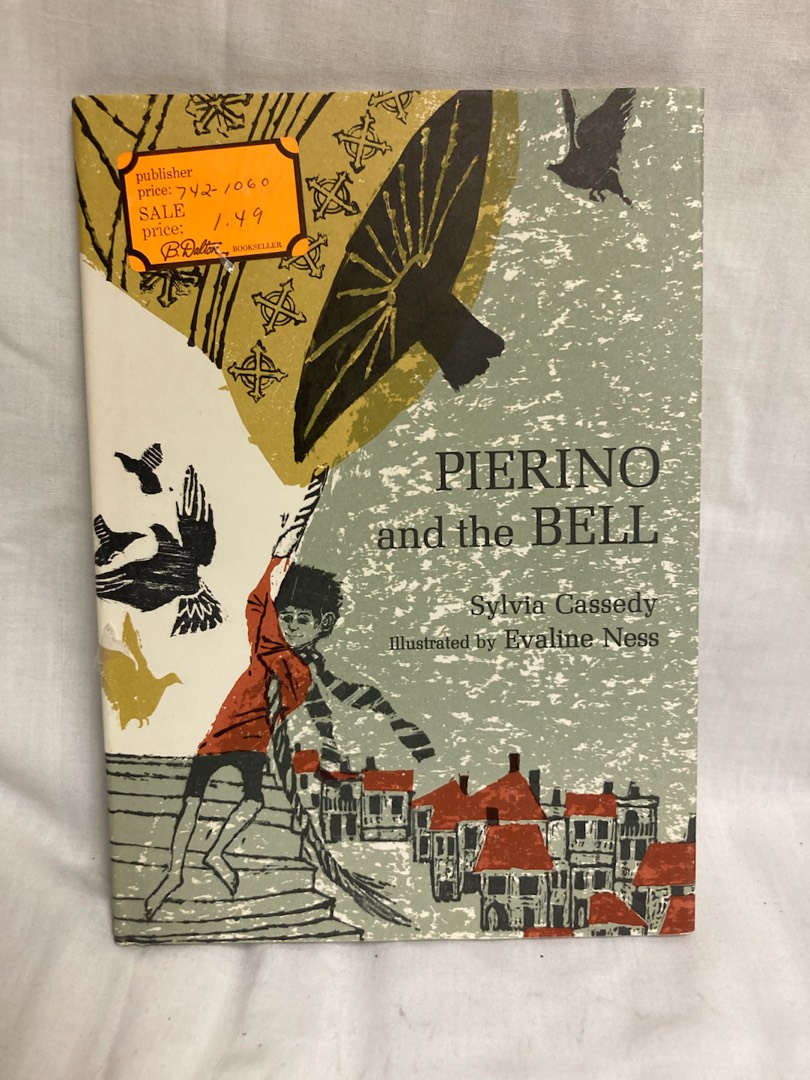 publisher
price: 742-1060
SALE
price: 1.49
B. Dalton BOOKSELLER
PIERINO
and the BELL
Sylvia Cassedy
Illustrated by Evaline Ness